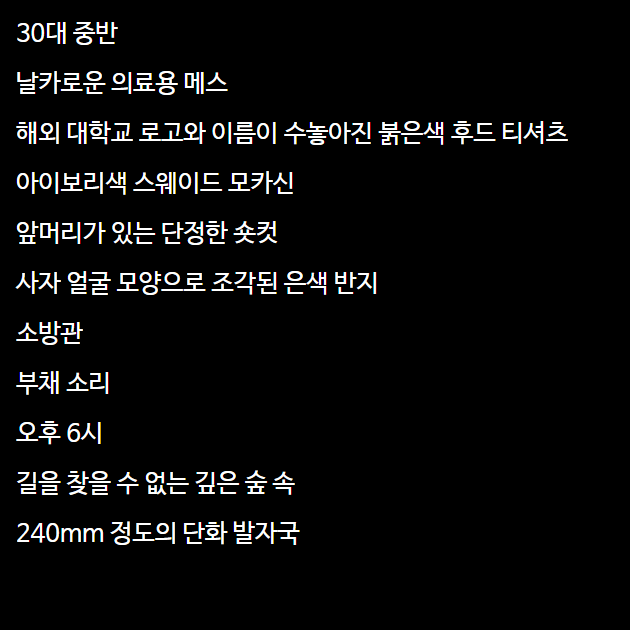 30대 중반
날카로운 의료용 메스
해외 대학교 로고와 이름이 수놓아진 붉은색 후드 티셔츠
아이보리색 스웨이드 모카신
앞머리가 있는 단정한 숏컷
사자 얼굴 모양으로 조각된 은색 반지
소방관
부채 소리
오후 6시
길을 찾을 수 없는 깊은 숲 속
240mm 정도의 단화 발자국